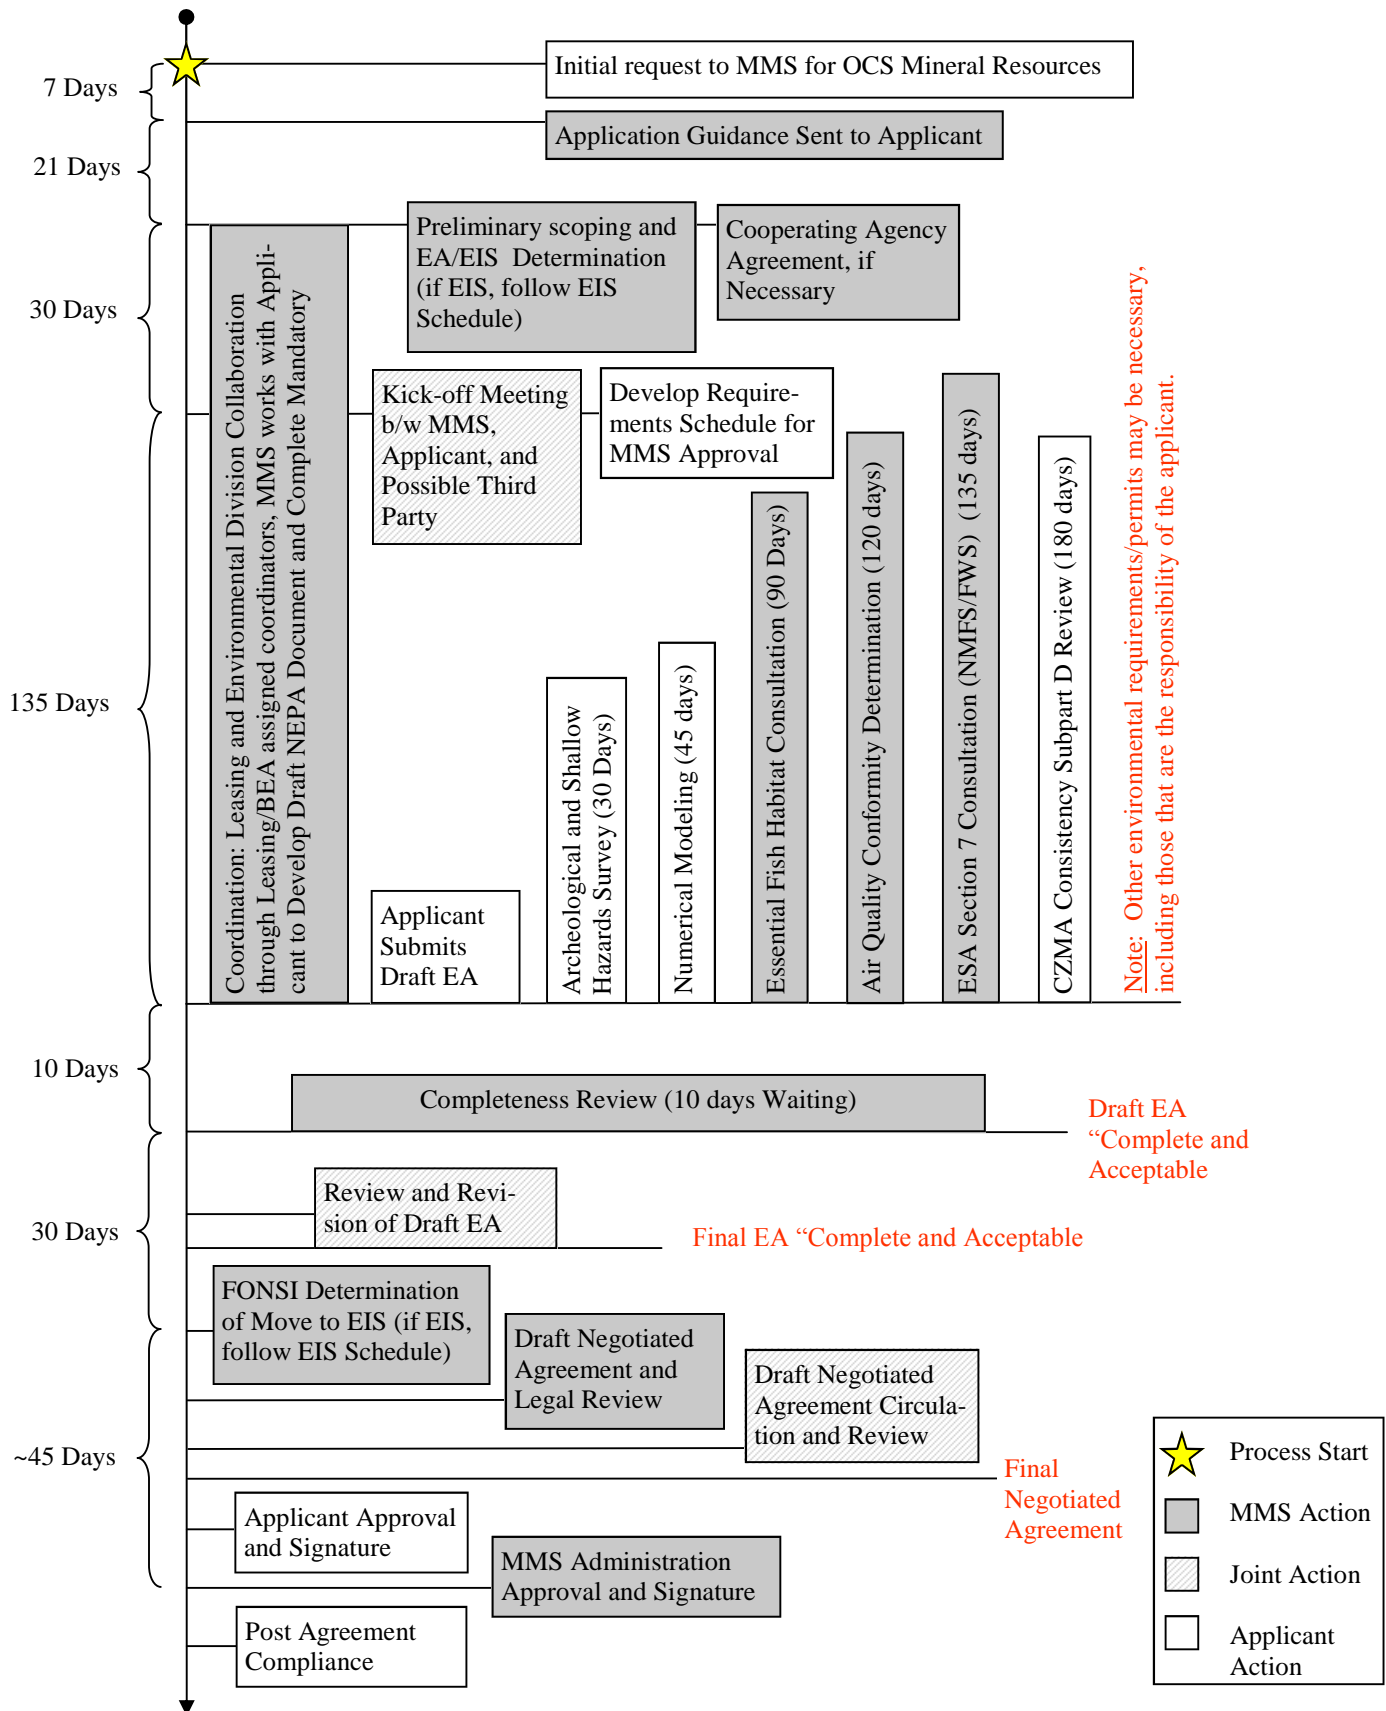 Initial request to MMS for OCS Mineral Resources
7 Days
Application Guidance Sent to Applicant
21 Days
Preliminary scoping and
EA/EIS  Determination
(if EIS, follow EIS
Schedule)
Cooperating Agency
Agreement, if
Necessary
30 Days
Coordination: Leasing and Environmental Division Collaboration
through Leasing/BEA assigned coordinators, MMS works with Appli-
cant to Develop Draft NEPA Document and Complete Mandatory
Kick-off Meeting
b/w MMS,
Applicant, and
Possible Third
Party
Develop Require-
ments Schedule for
MMS Approval
135 Days
Applicant
Submits
Draft EA
Archeological and Shallow
Hazards Survey (30 Days)
Numerical Modeling (45 days)
Essential Fish Habitat Consultation (90 Days)
Air Quality Conformity Determination (120 days)
ESA Section 7 Consultation (NMFS/FWS)  (135 days)
CZMA Consistency Subpart D Review (180 days)
Note:  Other environmental requirements/permits may be necessary,
including those that are the responsibility of the applicant.
10 Days
Completeness Review (10 days Waiting)
Draft EA
“Complete and
Acceptable
30 Days
Review and Revi-
sion of Draft EA
Final EA “Complete and Acceptable
FONSI Determination
of Move to EIS (if EIS,
follow EIS Schedule)
Draft Negotiated
Agreement and
Legal Review
Draft Negotiated
Agreement Circula-
tion and Review
~45 Days
Final
Negotiated
Agreement
Applicant Approval
and Signature
MMS Administration
Approval and Signature
Post Agreement
Compliance
Process Start
MMS Action
Joint Action
Applicant
Action